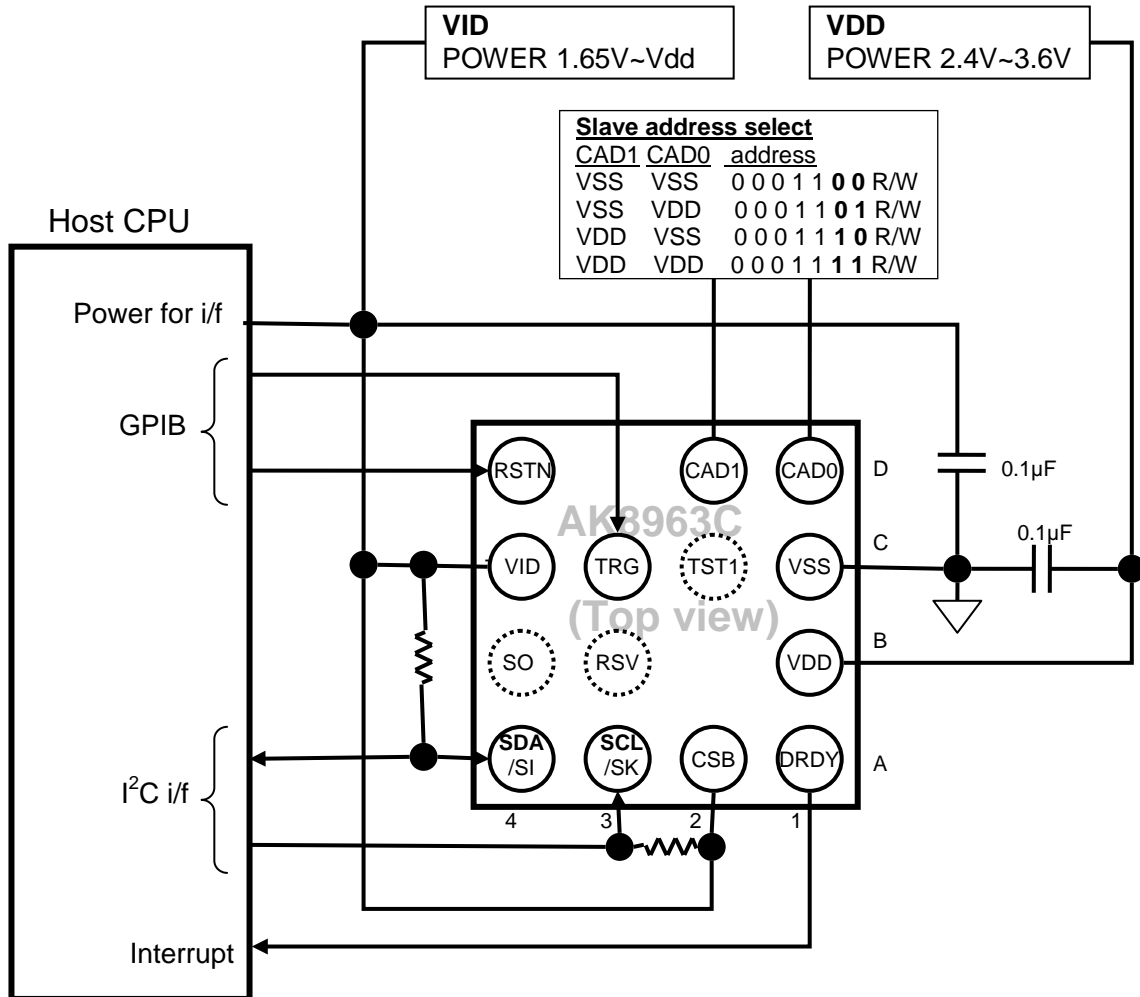 VID
POWER 1.65V~Vdd
VDD
POWER 2.4V~3.6V
Slave address select
CAD1 CAD0 address
VSS VSS 0 0 0 1 1 0 0 R/W
VSS VDD 0 0 0 1 1 0 1 R/W
VDD VSS 0 0 0 1 1 1 0 R/W
VDD VDD 0 0 0 1 1 1 1 R/W
Host CPU
Power for i/f
GPIB
I²C i/f
Interrupt
RSTN
CAD1
CAD0
D
0.1µF
AK8963C
VID
TRG
TST1
VSS
C
0.1µF
(Top view)
SO
RSV
VDD
B
SDA
/SI
SCL
/SK
CSB
DRDY
A
4
3
2
1